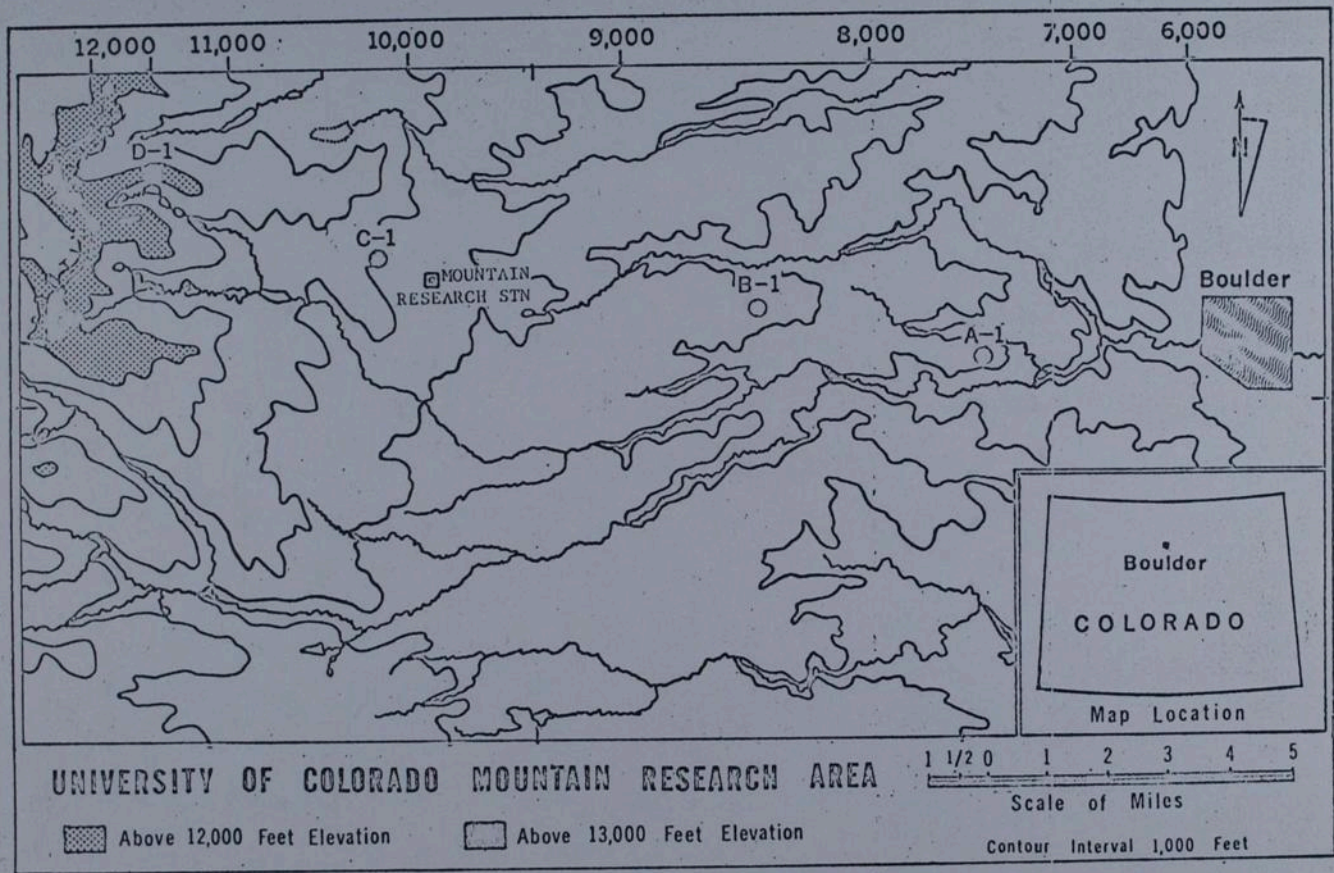 12,000 11,000 10,000 9,000 8,000 7,000 6,000
N
D-1
C-1
MOUNTAIN
RESEARCH STN
B-1
A-1
Boulder
Boulder
COLORADO
Map Location
UNIVERSITY OF COLORADO MOUNTAIN RESEARCH AREA
1 1/2 0 1 2 3 4 5
Scale of Miles
Above 12,000 Feet Elevation Above 13,000 Feet Elevation
Contour Interval 1,000 Feet